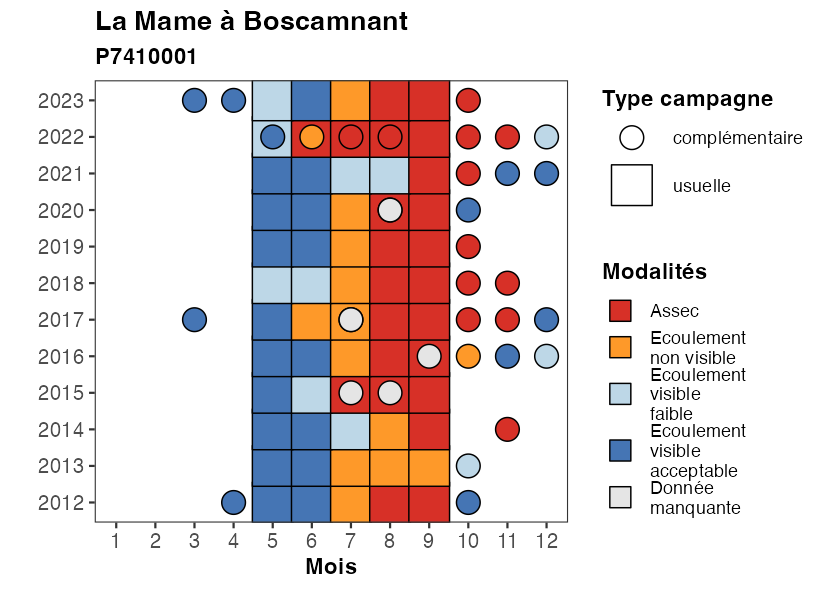 La Mame à Boscamnant
P7410001
2023
2022
2021
2020
2019
2018
2017
2016
2015
2014
2013
2012
1 2 3 4 5 6 7 8 9 10 11 12
Mois
Type campagne
complémentaire
usuelle
Modalités
Assec
Ecoulement
non visible
Ecoulement
visible
faible
Ecoulement
visible
acceptable
Donnée
manquante